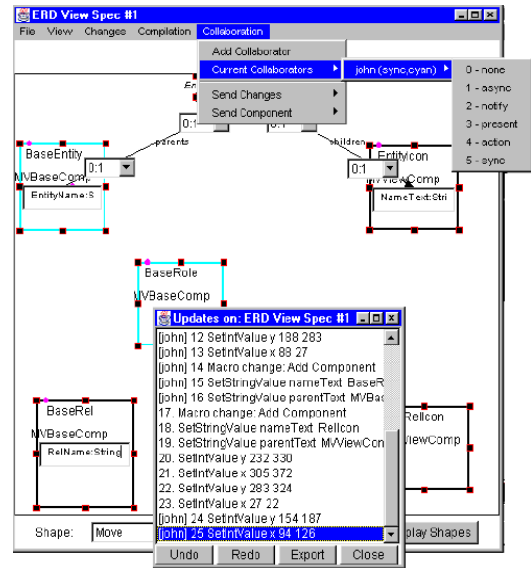 ERD View Spec #1
File View Changes Compilation Collaboration
Add Collaborator
Current Collaborators
Send Changes
Send Component
john (sync,cyan)
0 - none
1 - async
2 - notify
3 - present
4 - action
5 - sync
En
0:1
0:1
parents
children
BaseEntity
MVBaseComp
EntityName:S
0:1
0:1
EntityIcon
MVViewComp
NameText:Stri
BaseRole
MVBaseComp
Updates on: ERD View Spec #1
[john] 12 SetIntValue y 188 283
[john] 13 SetIntValue x 88 27
[john] 14 Macro change: Add Component
[john] 15 SetStringValue nameText BaseR
[john] 16 SetStringValue parentText MVBas
17. Macro change: Add Component
18. SetStringValue nameText RelIcon
19. SetStringValue parentText MVViewCon
20. SetIntValue y 232 330
21. SetIntValue x 305 372
22. SetIntValue y 283 324
23. SetIntValue x 27 22
[john] 24 SetIntValue y 154 187
[john] 25 SetIntValue x 94 126
Undo Redo Export Close
BaseRel
MVBaseComp
RelName:String
RelIcon
ViewComp
Shape: Move
play Shapes